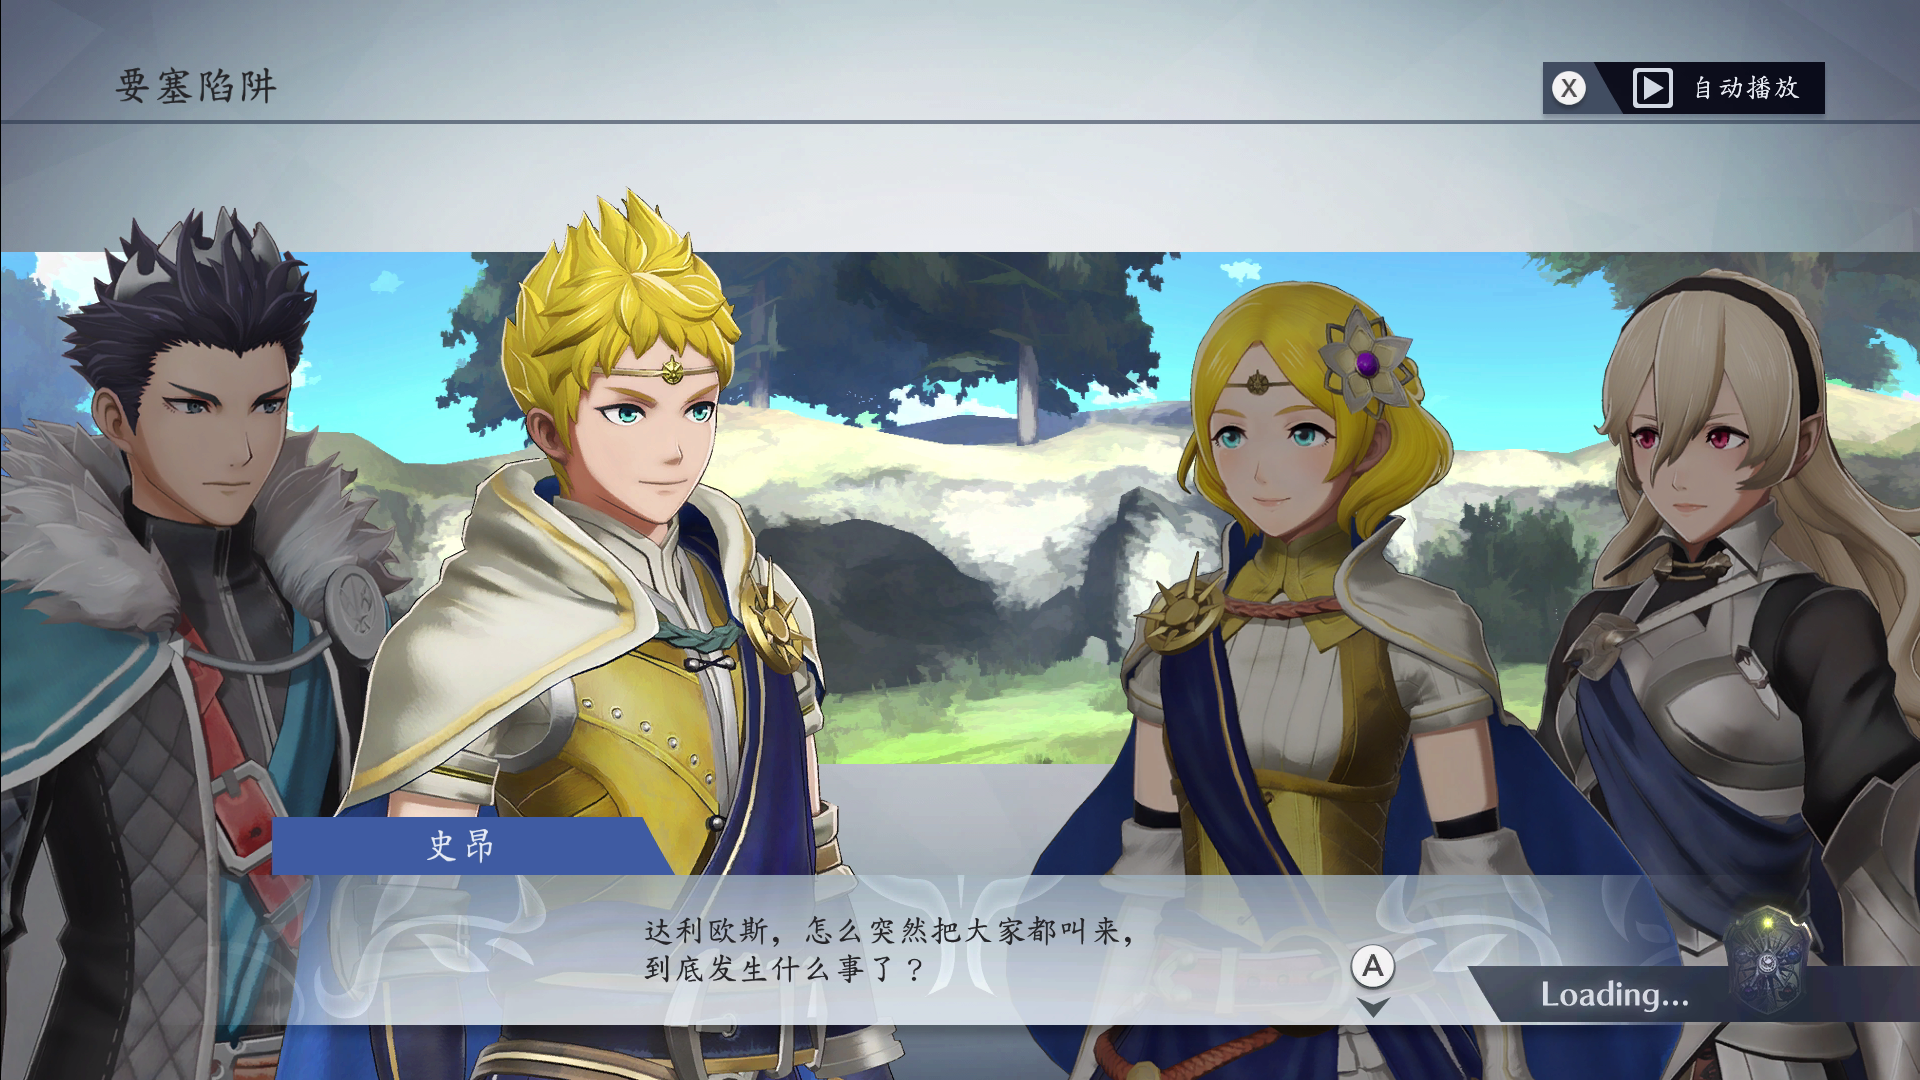 要塞陷阱
X 自动播放
史昂
达利欧斯，怎么突然把大家都叫来，
到底发生什么事了？
A
Loading...